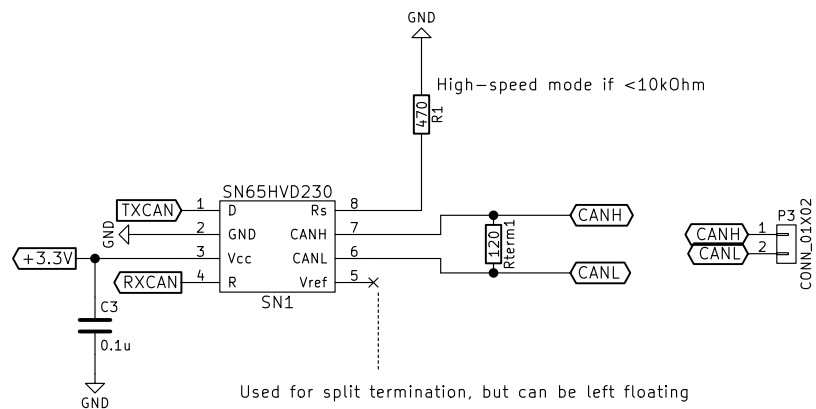 GND
High-speed mode if <10kOhm
470
R1
SN65HVD230
TXCAN 1 D Rs 8
GND 2 GND CANH 7
+3.3V 3 Vcc CANL 6
RXCAN 4 R Vref 5
SN1
120
Rterm1
CANH
CANL
P3
CANH 1
CANL 2
CONN_01X02
C3
0.1u
GND
Used for split termination, but can be left floating